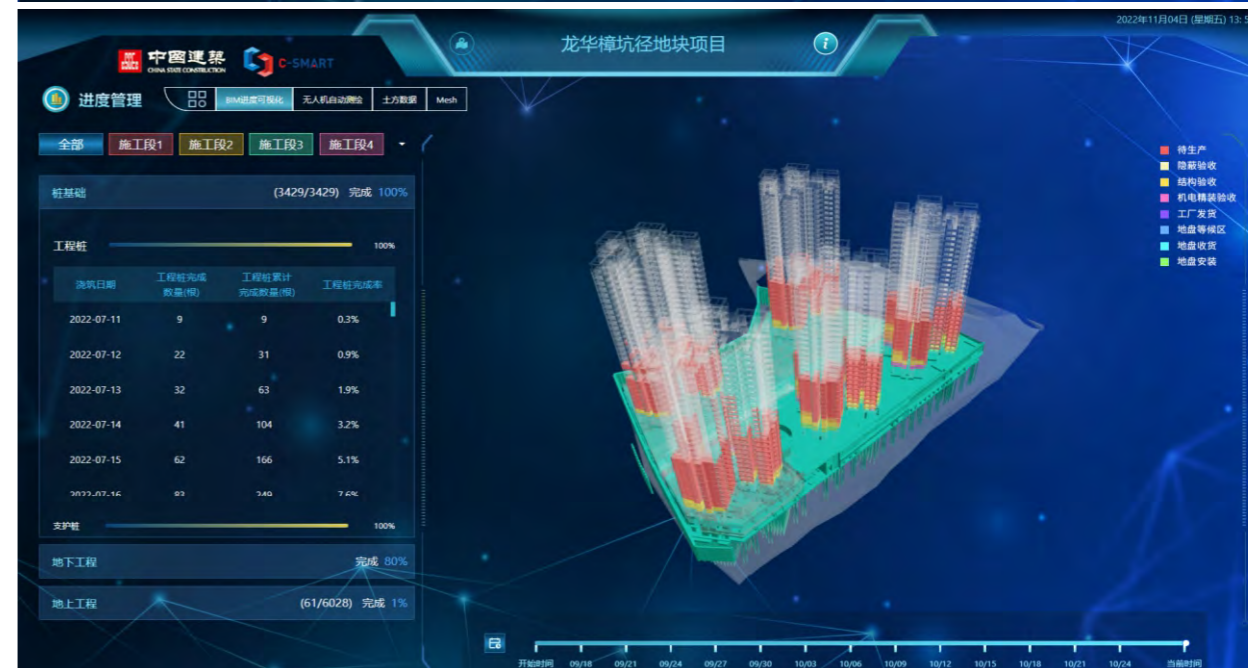 2022年11月04日 (星期五) 13:5
龙华樟坑径地块项目
中國建築
CHINA STATE CONSTRUCTION
C-SMART
进度管理
BIM进度可视化 无人机自动测绘 土方数据 Mesh
全部 施工段1 施工段2 施工段3 施工段4
桩基础 (3429/3429) 完成 100%
工程桩 100%
浇筑日期 工程桩完成数量(根) 工程桩累计完成数量(根) 工程桩完成率
2022-07-11 9 9 0.3%
2022-07-12 22 31 0.9%
2022-07-13 32 63 1.9%
2022-07-14 41 104 3.2%
2022-07-15 62 166 5.1%
2022-07-16 83 249 7.6%
支护桩 100%
地下工程 完成 80%
地上工程 (61/6028) 完成 1%
待生产
隐蔽验收
结构验收
机电精装验收
工厂发货
地盘等候区
地盘收货
地盘安装
开始时间 09/18 09/21 09/24 09/27 09/30 10/03 10/06 10/09 10/12 10/15 10/18 10/21 10/24 当前时间